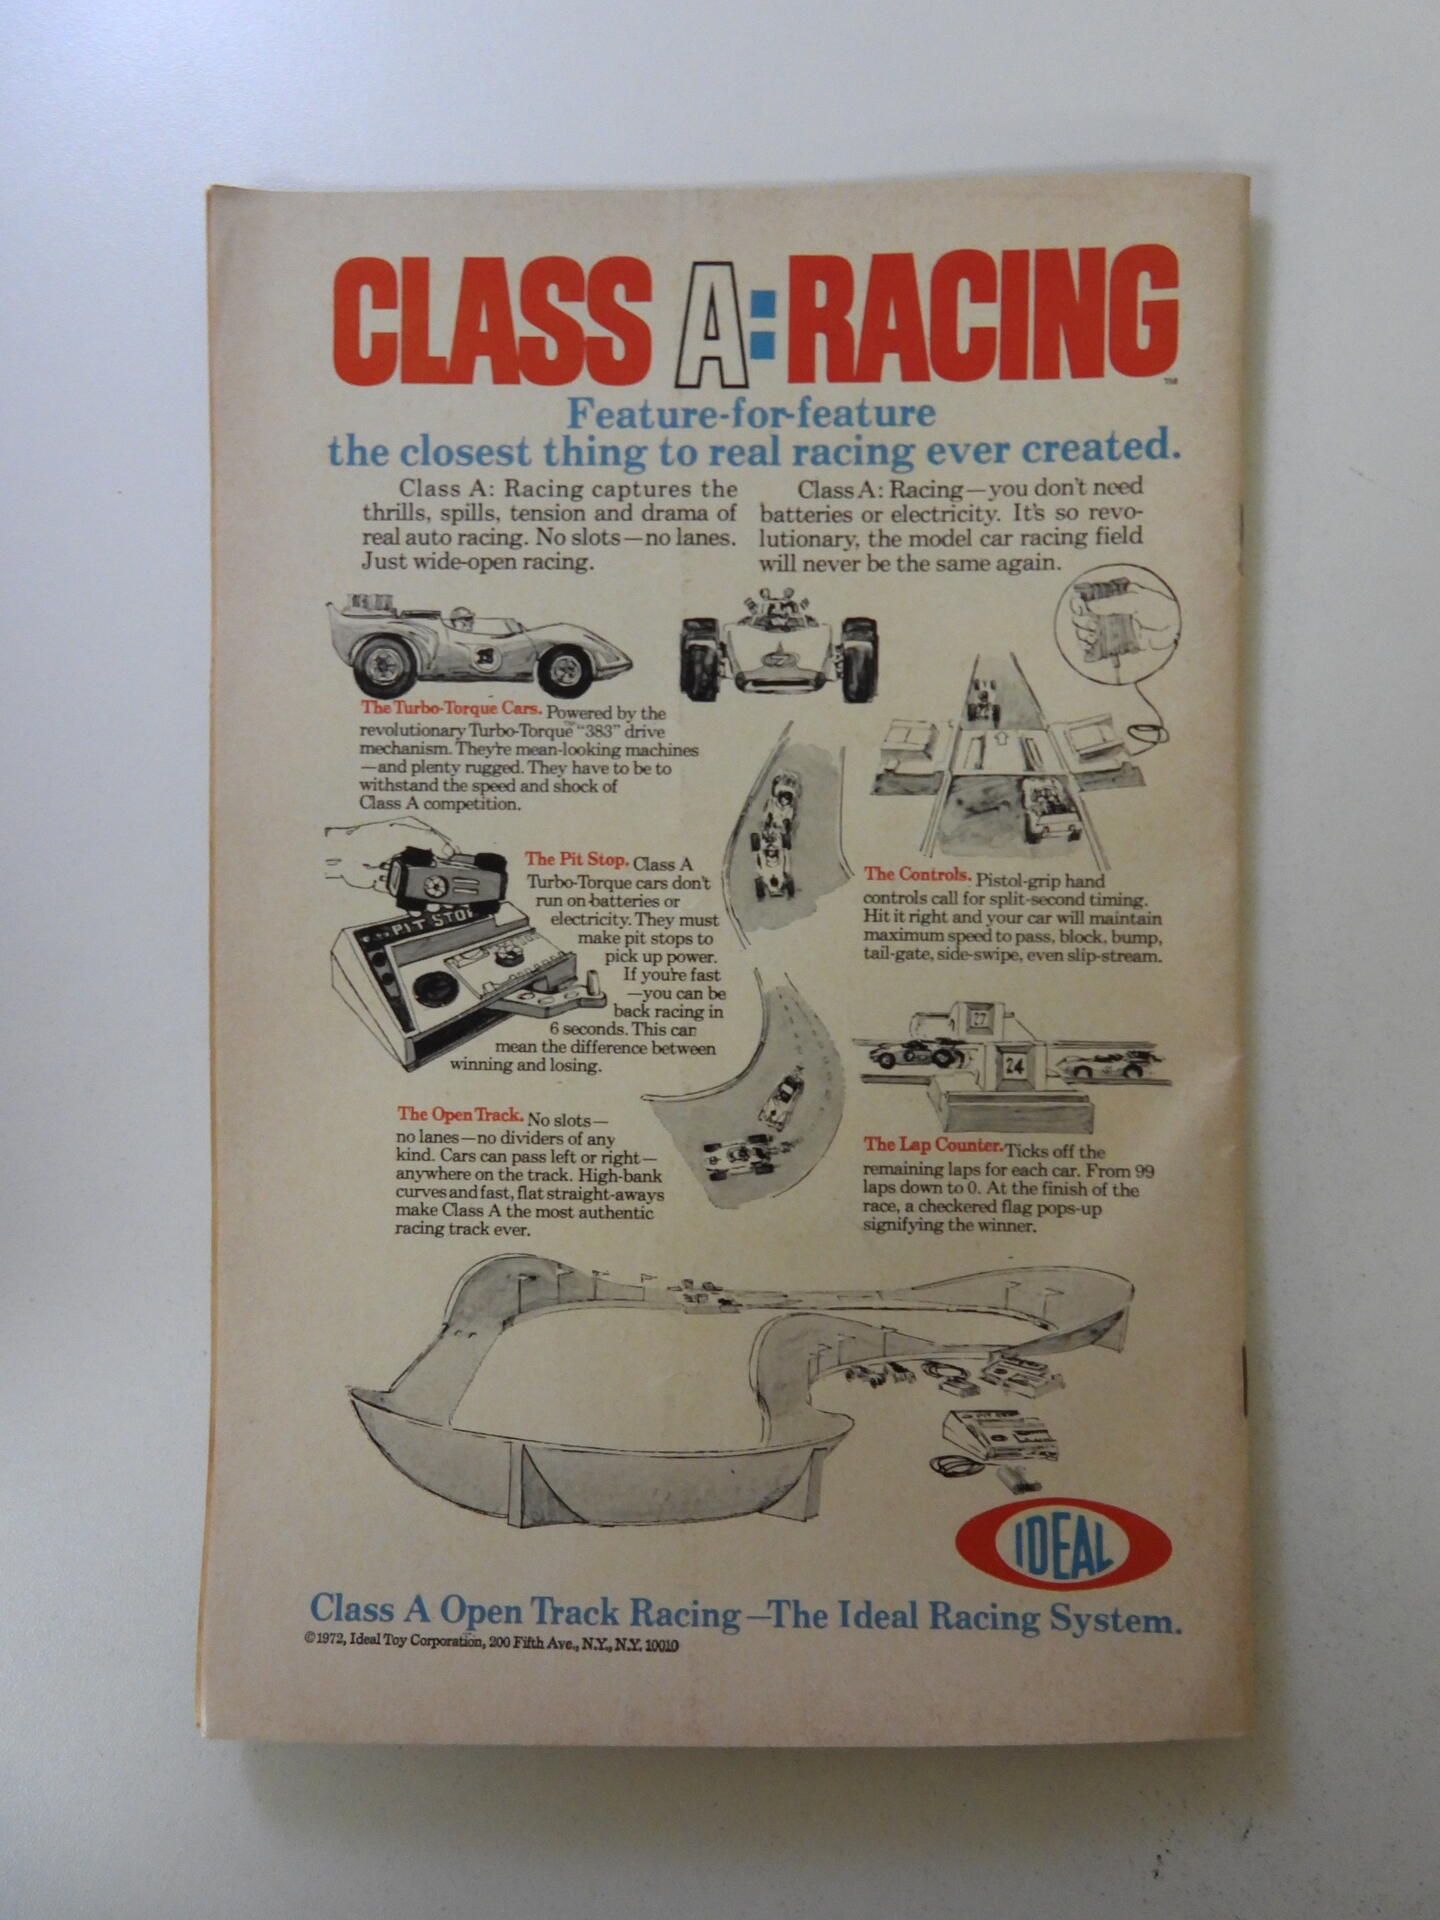 CLASS A: RACING
TM
Feature-for-feature
the closest thing to real racing ever created.
Class A: Racing captures the
thrills, spills, tension and drama of
real auto racing. No slots—no lanes.
Just wide-open racing.
Class A: Racing—you don't need
batteries or electricity. It's so revo-
lutionary, the model car racing field
will never be the same again.
The Turbo-Torque Cars. Powered by the
revolutionary Turbo-Torque™ "383" drive
mechanism. They're mean-looking machines
—and plenty rugged. They have to be to
withstand the speed and shock of
Class A competition.
PIT STOP
The Pit Stop. Class A
Turbo-Torque cars don't
run on batteries or
electricity. They must
make pit stops to
pick up power.
If you're fast
—you can be
back racing in
6 seconds. This can
mean the difference between
winning and losing.
The Controls. Pistol-grip hand
controls call for split-second timing.
Hit it right and your car will maintain
maximum speed to pass, block, bump,
tail-gate, side-swipe, even slip-stream.
27
24
The Open Track. No slots—
no lanes—no dividers of any
kind. Cars can pass left or right—
anywhere on the track. High-bank
curves and fast, flat straight-aways
make Class A the most authentic
racing track ever.
The Lap Counter. Ticks off the
remaining laps for each car. From 99
laps down to 0. At the finish of the
race, a checkered flag pops-up
signifying the winner.
IDEAL
Class A Open Track Racing—The Ideal Racing System.
©1972, Ideal Toy Corporation, 200 Fifth Ave., N.Y., N.Y. 10010